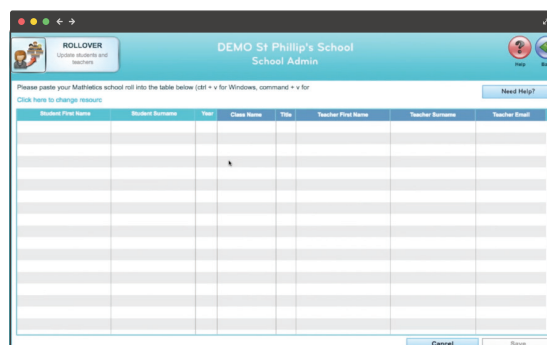 ROLLOVER
Update students and
teachers
DEMO St Phillip's School
School Admin
Help
Please paste your Mathletics school roll into the table below (ctrl + v for Windows, command + v for
Need Help?
Click here to change resourc
Student First Name Student Surname Year Class Name Title Teacher First Name Teacher Surname Teacher Email
Cancel Save